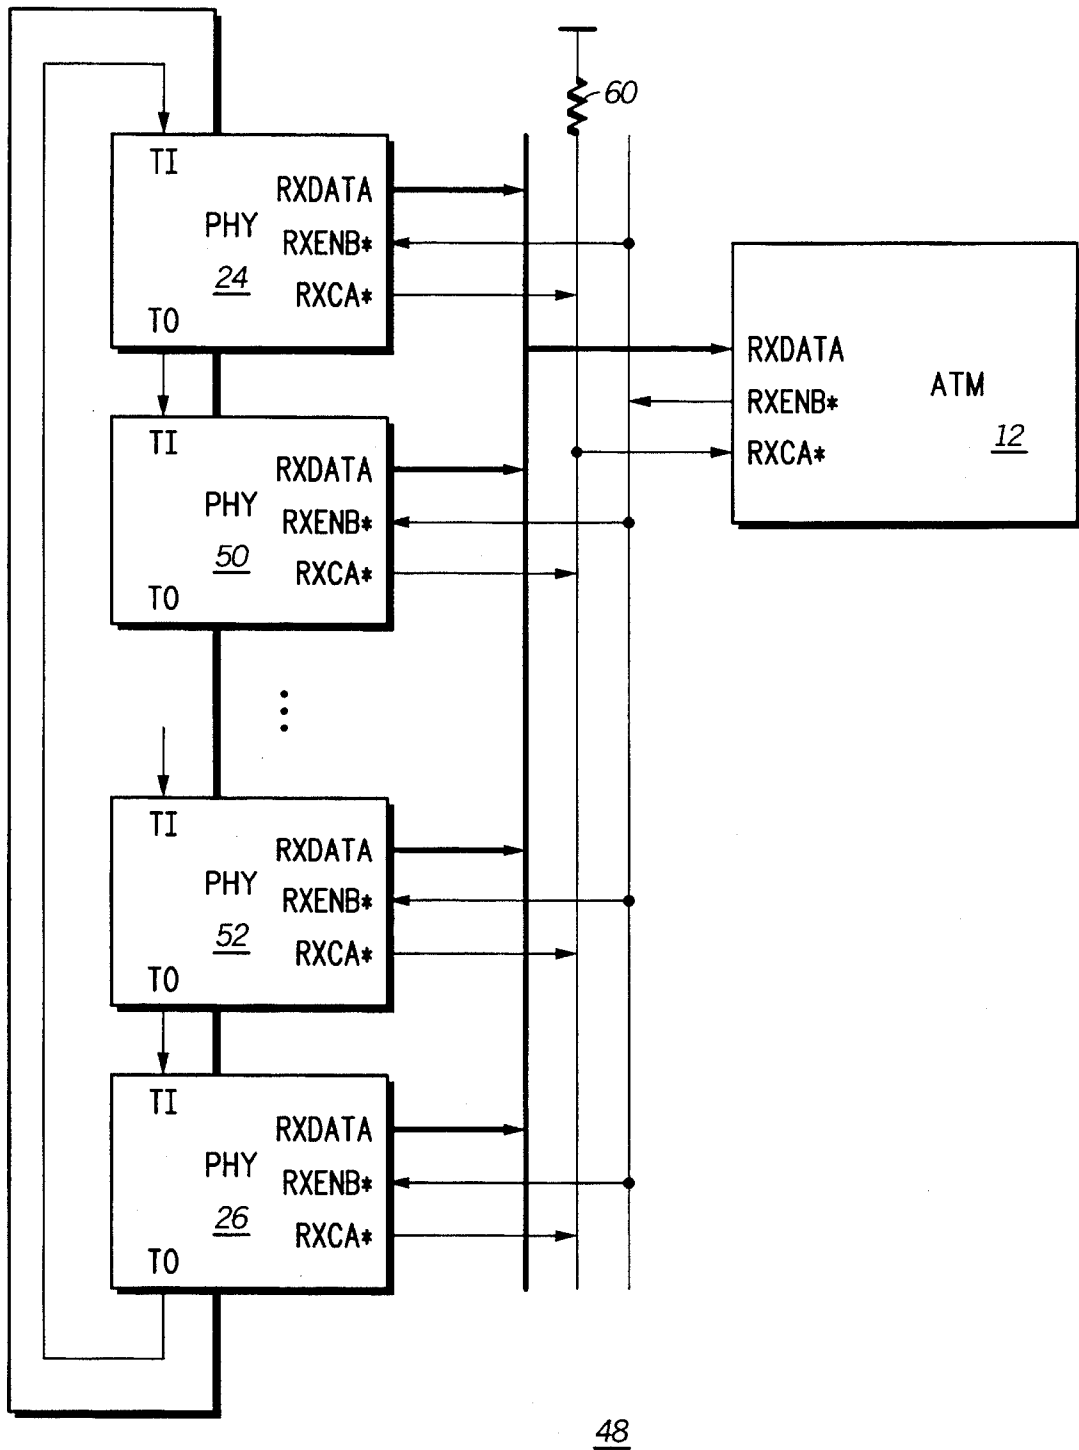 60
TI
RXDATA
PHY
RXENB*
24
RXCA*
TO
RXDATA
ATM
RXENB*
12
RXCA*
TI
RXDATA
PHY
RXENB*
50
RXCA*
TO
TI
RXDATA
PHY
RXENB*
52
RXCA*
TO
TI
RXDATA
PHY
RXENB*
26
RXCA*
TO
48